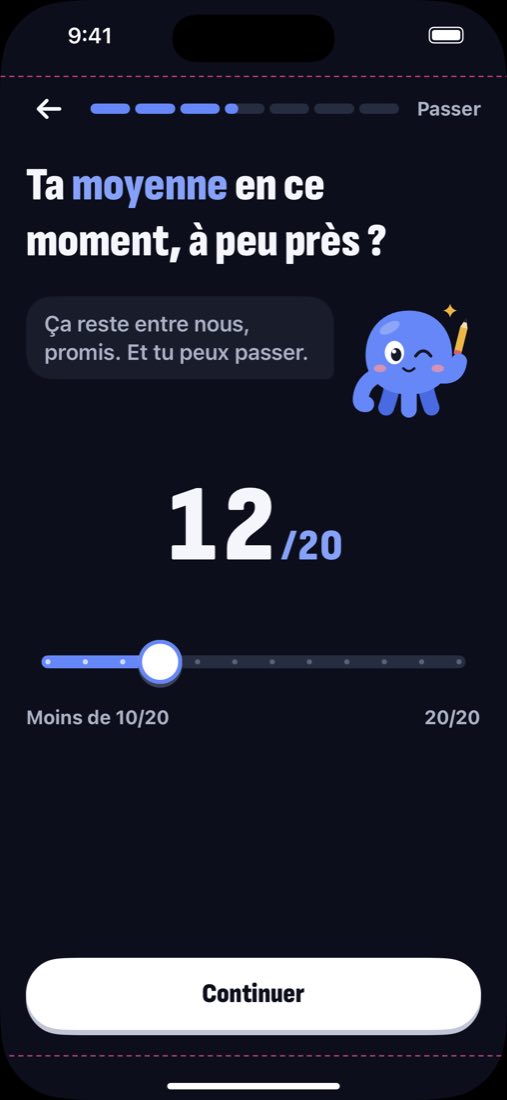 9:41
Passer
Ta moyenne en ce
moment, à peu près ?
Ça reste entre nous,
promis. Et tu peux passer.
12/20
Moins de 10/20
20/20
Continuer